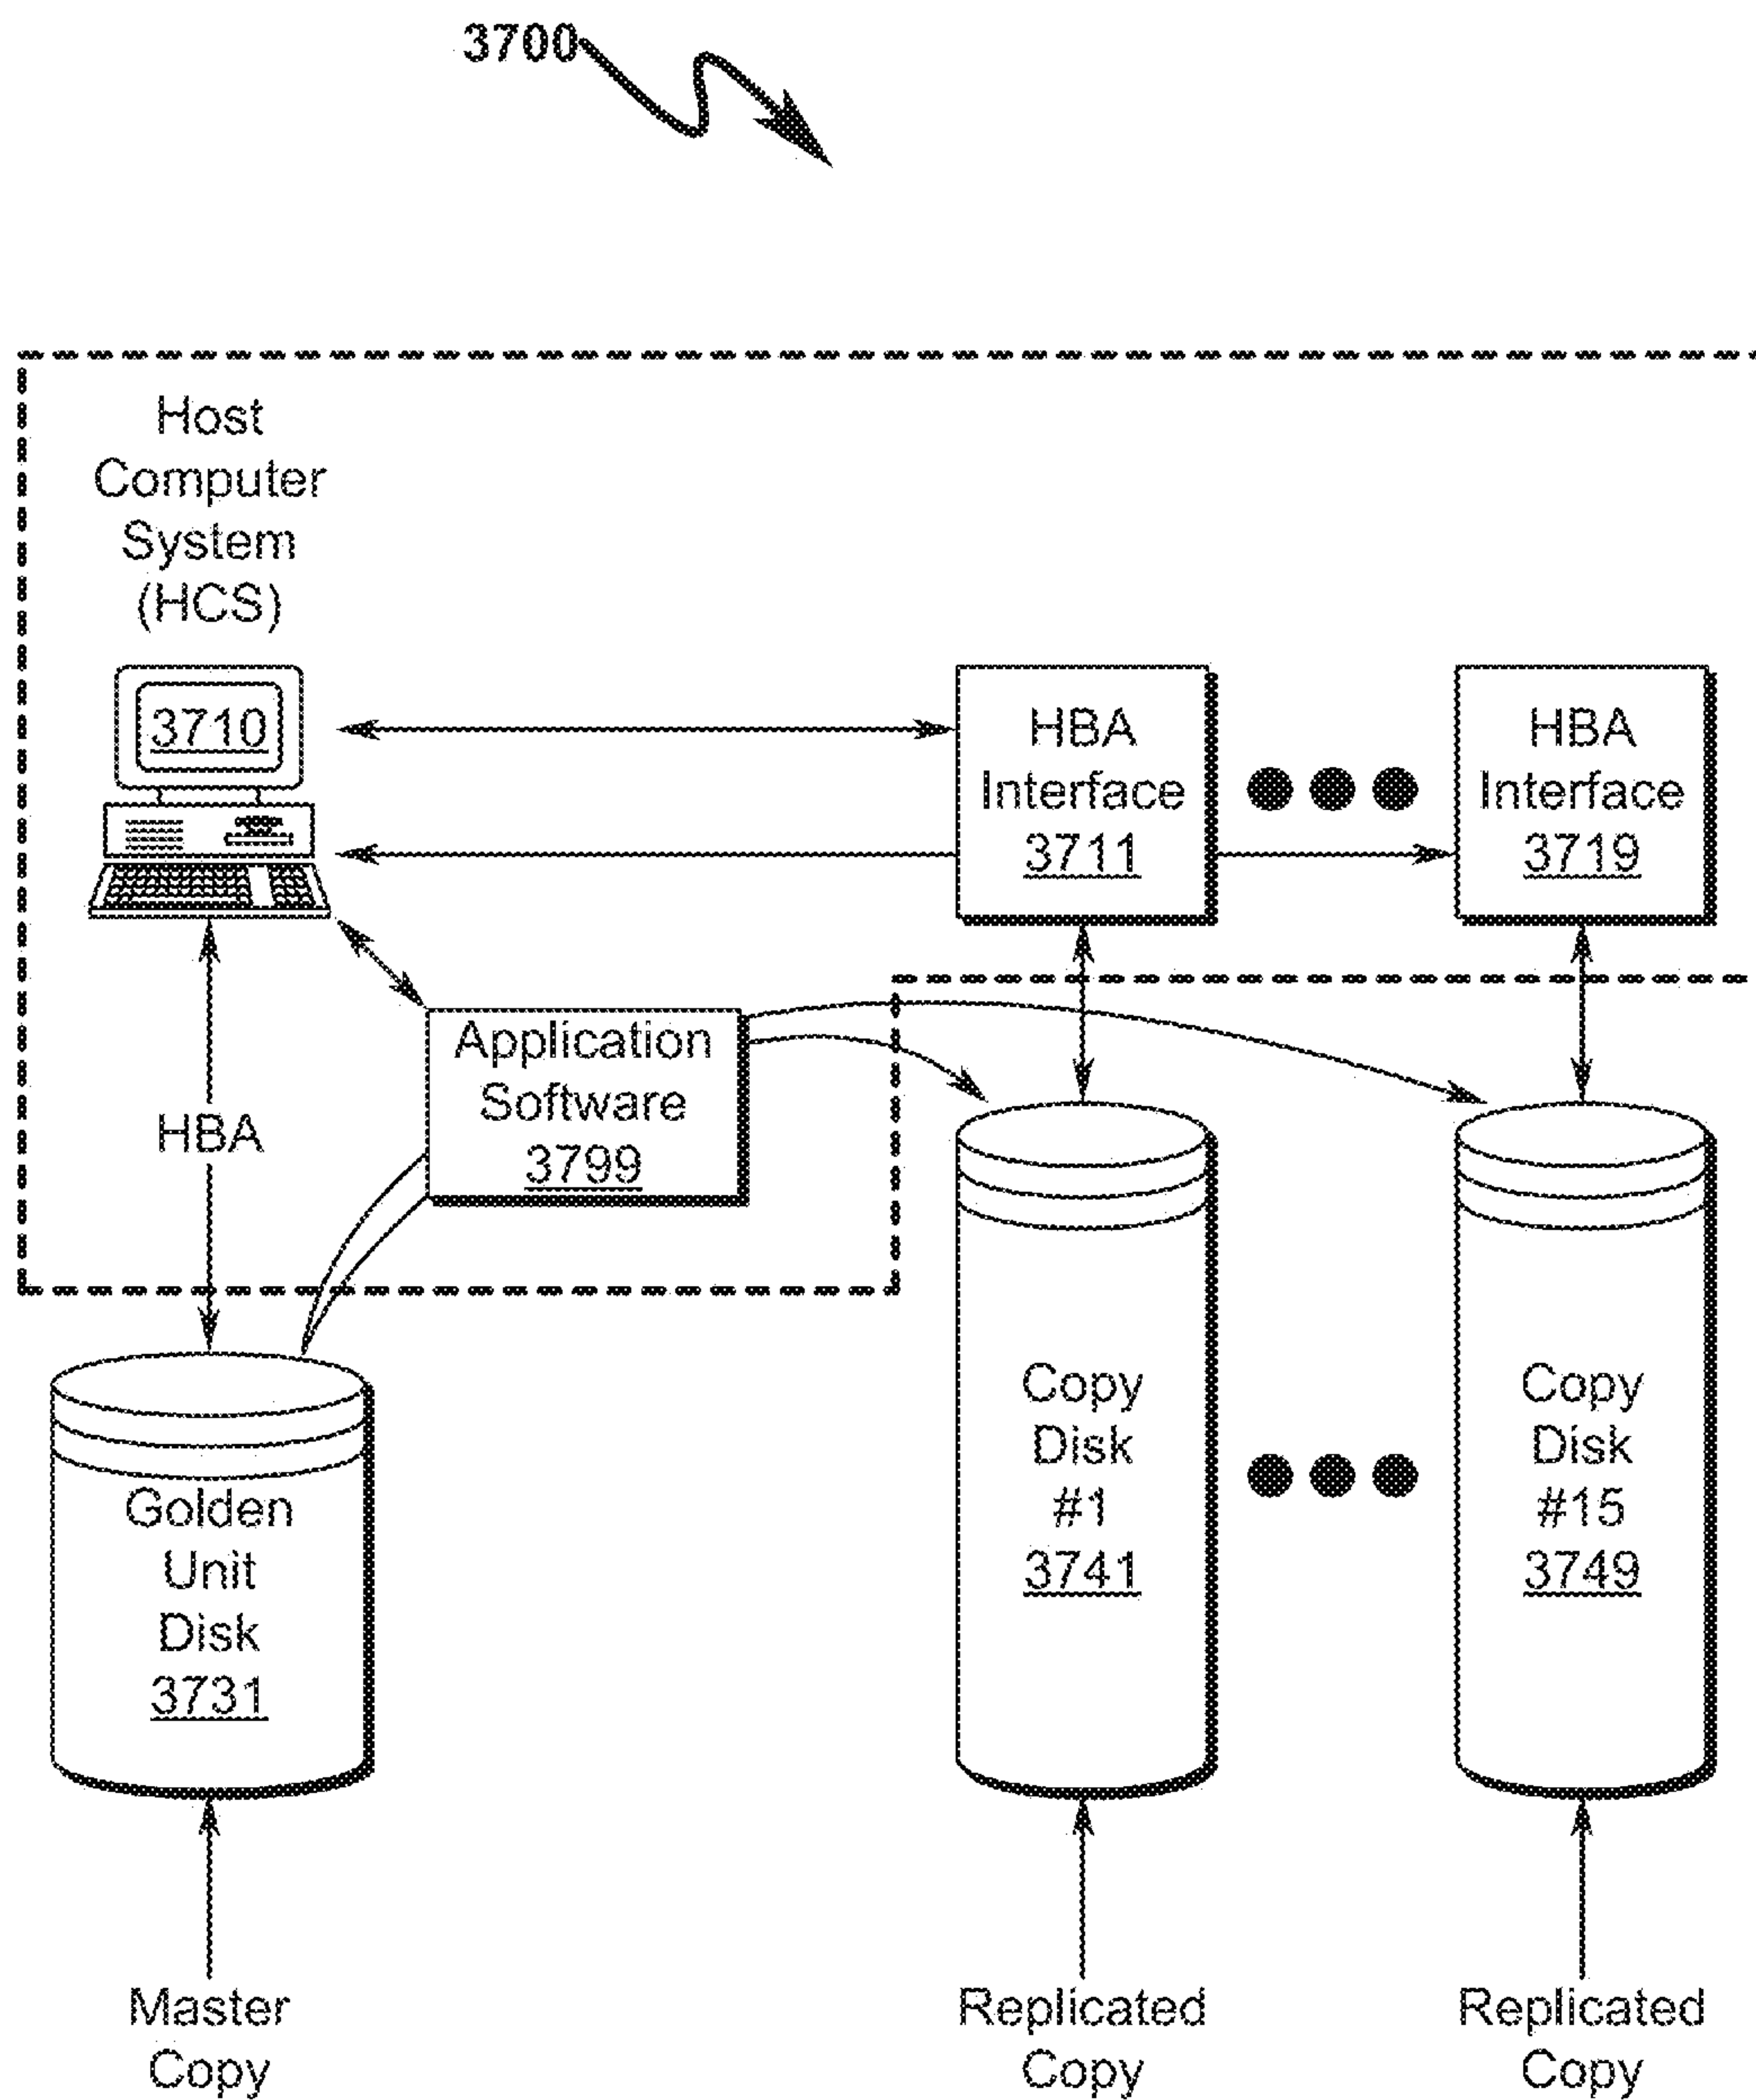 3700
Host
Computer
System
(HCS)
3710
HBA
Interface
3711
HBA
Interface
3719
Application
Software
3799
HBA
Golden
Unit
Disk
3731
Copy
Disk
#1
3741
Copy
Disk
#15
3749
Master
Copy
Replicated
Copy
Replicated
Copy